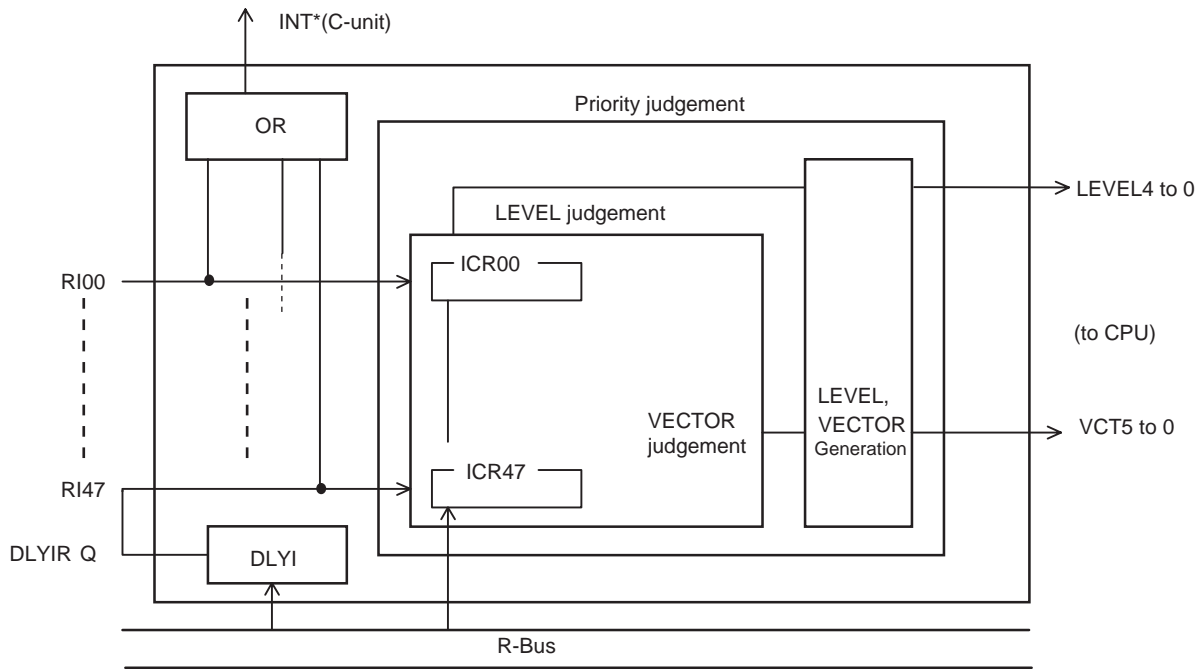 INT*(C-unit)
Priority judgement
OR
LEVEL4 to 0
LEVEL judgement
ICR00
RI00
(to CPU)
LEVEL,
VECTOR
Generation
VECTOR
judgement
VCT5 to 0
ICR47
RI47
DLYIR Q
DLYI
R-Bus